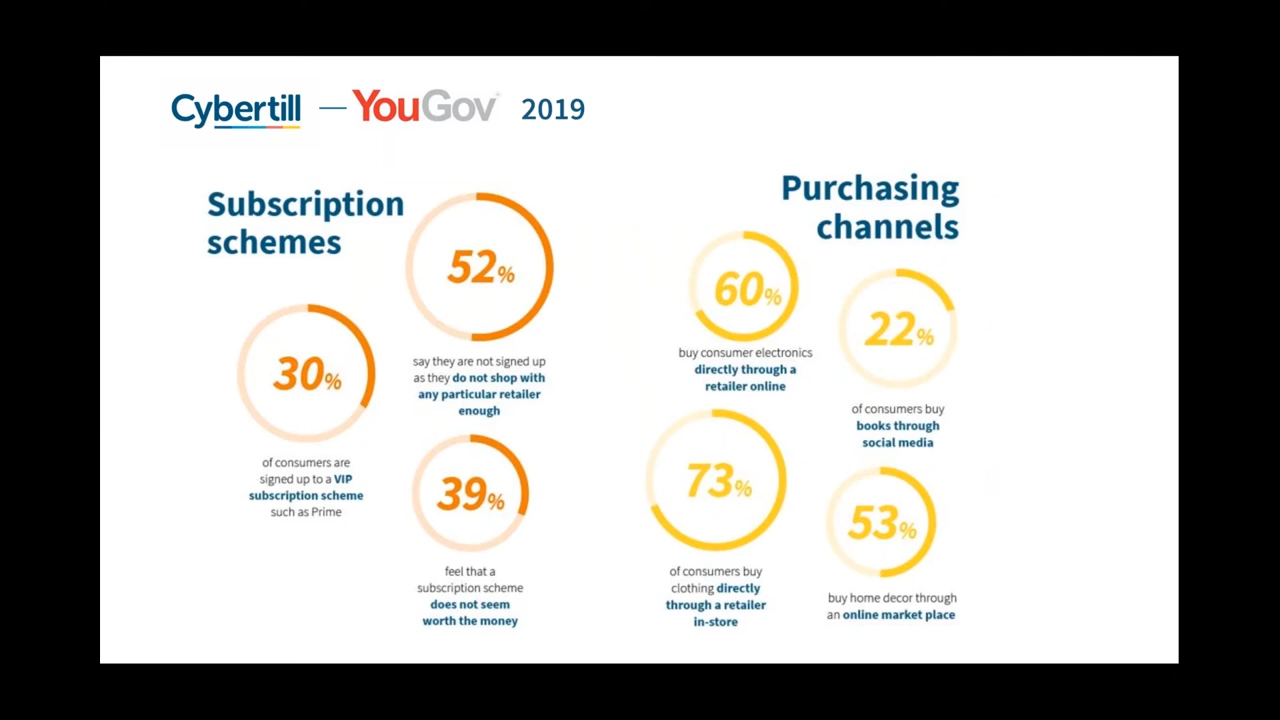 Cybertill — YouGov 2019
Subscription
schemes
52%
say they are not signed up
as they do not shop with
any particular retailer
enough
30%
of consumers are
signed up to a VIP
subscription scheme
such as Prime
39%
feel that a
subscription scheme
does not seem
worth the money
Purchasing
channels
60%
buy consumer electronics
directly through a
retailer online
22%
of consumers buy
books through
social media
73%
of consumers buy
clothing directly
through a retailer
in-store
53%
buy home decor through
an online market place